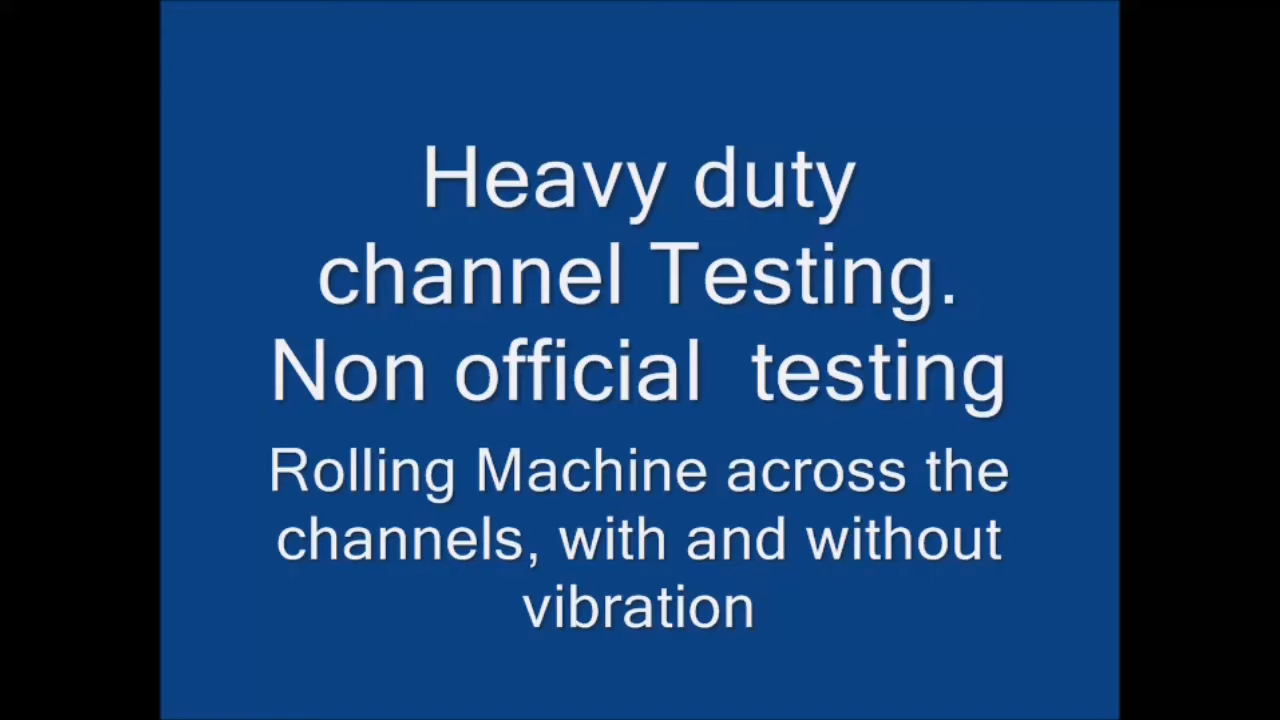 Heavy duty
channel Testing.
Non official  testing
Rolling Machine across the
channels, with and without
vibration